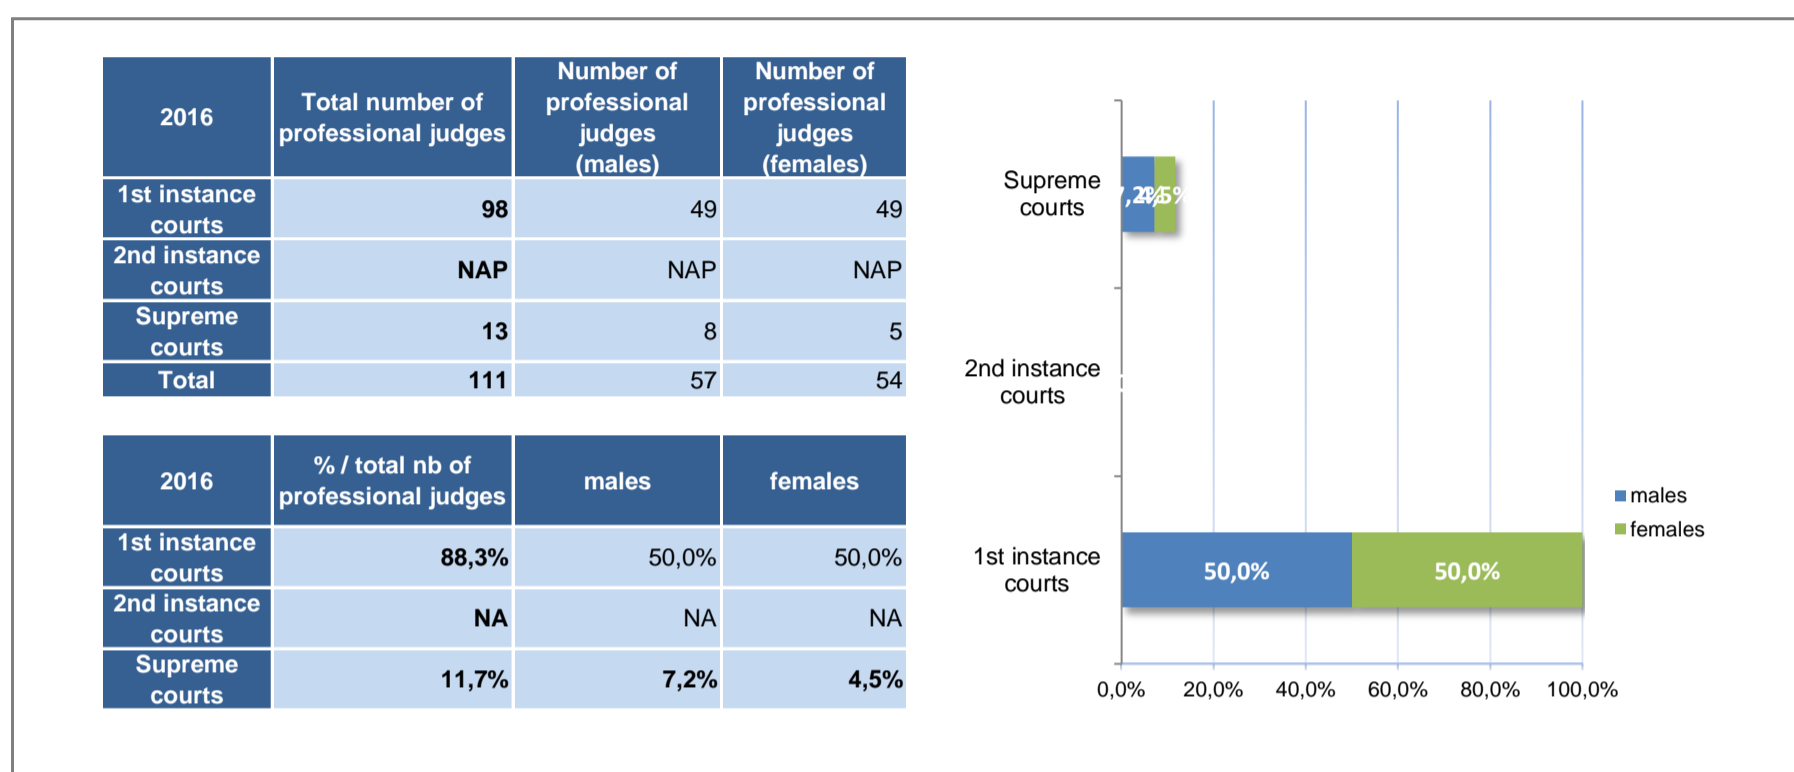 2016
Total number of
professional judges
Number of
professional
judges
(males)
Number of
professional
judges
(females)
1st instance
courts
98
49
49
2nd instance
courts
NAP
NAP
NAP
Supreme
courts
13
8
5
Total
111
57
54
2016
% / total nb of
professional judges
males
females
1st instance
courts
88,3%
50,0%
50,0%
2nd instance
courts
NA
NA
NA
Supreme
courts
11,7%
7,2%
4,5%
Supreme
courts
7,2%
4,5%
2nd instance
courts
1st instance
courts
50,0%
50,0%
0,0%
20,0%
40,0%
60,0%
80,0%
100,0%
males
females